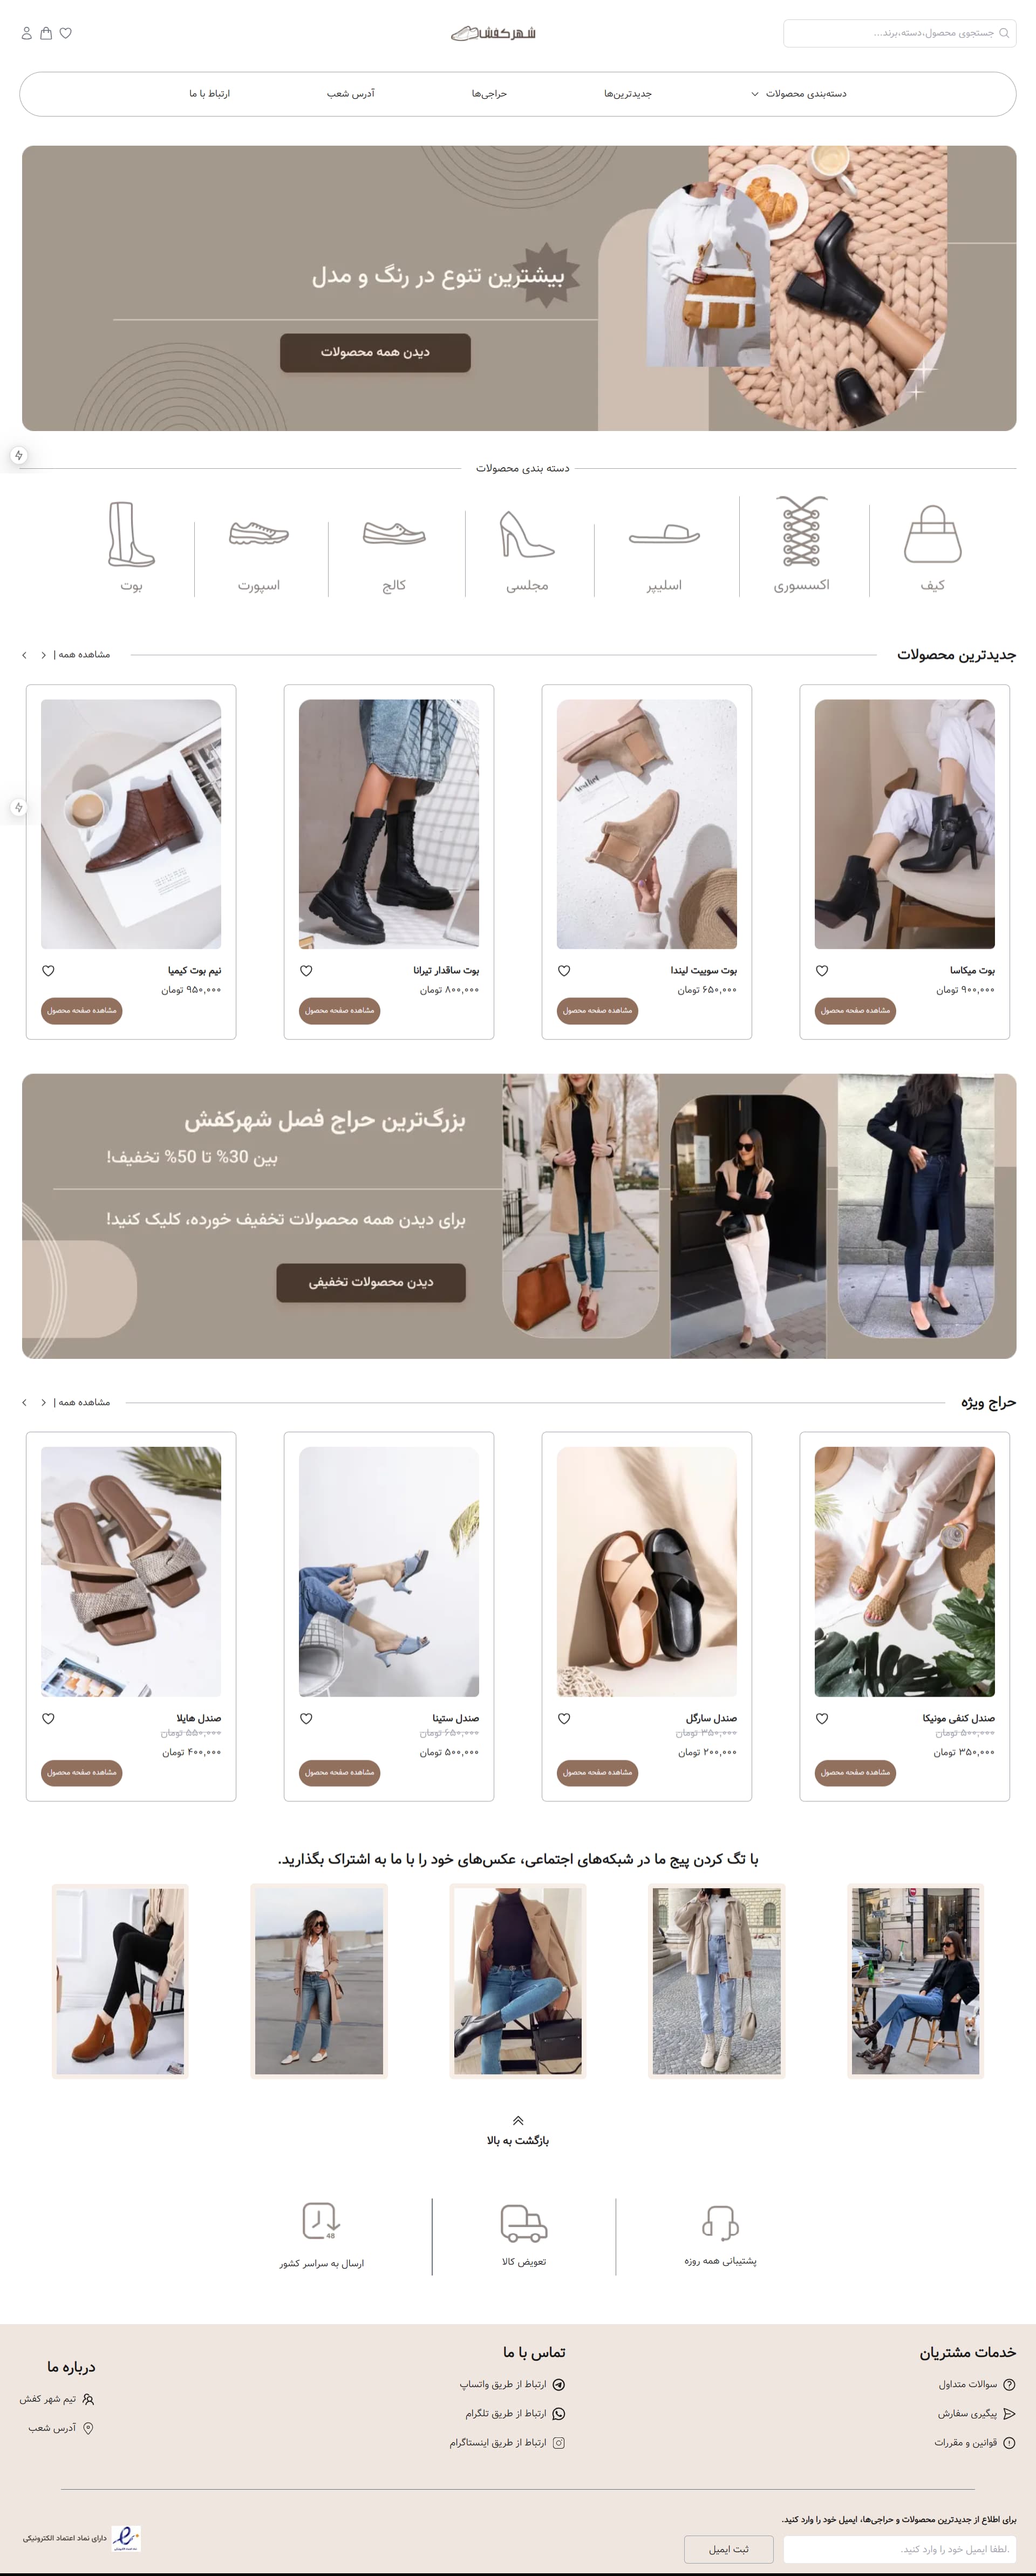 جستجوی محصول،دسته،برند...
شهرکفش
دسته‌بندی محصولات
جدیدترین‌ها
حراجی‌ها
آدرس شعب
ارتباط با ما
بیشترین تنوع در رنگ و مدل
دیدن همه محصولات
دسته بندی محصولات
کیف
اکسسوری
اسلیپر
مجلسی
کالج
اسپورت
بوت
جدیدترین محصولات
مشاهده همه |
بوت میکاسا
۹۰۰,۰۰۰ تومان
مشاهده صفحه محصول
بوت سوییت لیندا
۶۵۰,۰۰۰ تومان
مشاهده صفحه محصول
بوت ساقدار تیرانا
۸۰۰,۰۰۰ تومان
مشاهده صفحه محصول
نیم بوت کیمیا
۹۵۰,۰۰۰ تومان
مشاهده صفحه محصول
بزرگ‌ترین حراج فصل شهرکفش
بین 30% تا 50% تخفیف!
برای دیدن همه محصولات تخفیف خورده، کلیک کنید!
دیدن محصولات تخفیفی
حراج ویژه
مشاهده همه |
صندل کنفی مونیکا
۵۰۰,۰۰۰ تومان
۳۵۰,۰۰۰ تومان
مشاهده صفحه محصول
صندل سارگل
۳۵۰,۰۰۰ تومان
۲۰۰,۰۰۰ تومان
مشاهده صفحه محصول
صندل ستینا
۶۵۰,۰۰۰ تومان
۵۰۰,۰۰۰ تومان
مشاهده صفحه محصول
صندل هایلا
۵۵۰,۰۰۰ تومان
۴۰۰,۰۰۰ تومان
مشاهده صفحه محصول
با تگ کردن پیج ما در شبکه‌های اجتماعی، عکس‌های خود را با ما به اشتراک بگذارید.
بازگشت به بالا
پشتیبانی همه روزه
تعویض کالا
48
ارسال به سراسر کشور
خدمات مشتریان
سوالات متداول
پیگیری سفارش
قوانین و مقررات
تماس با ما
ارتباط از طریق واتساپ
ارتباط از طریق تلگرام
ارتباط از طریق اینستاگرام
درباره ما
تیم شهر کفش
آدرس شعب
برای اطلاع از جدیدترین محصولات و حراجی‌ها، ایمیل خود را وارد کنید.
.لطفا ایمیل خود را وارد کنید.
ثبت ایمیل
دارای نماد اعتماد الکترونیکی